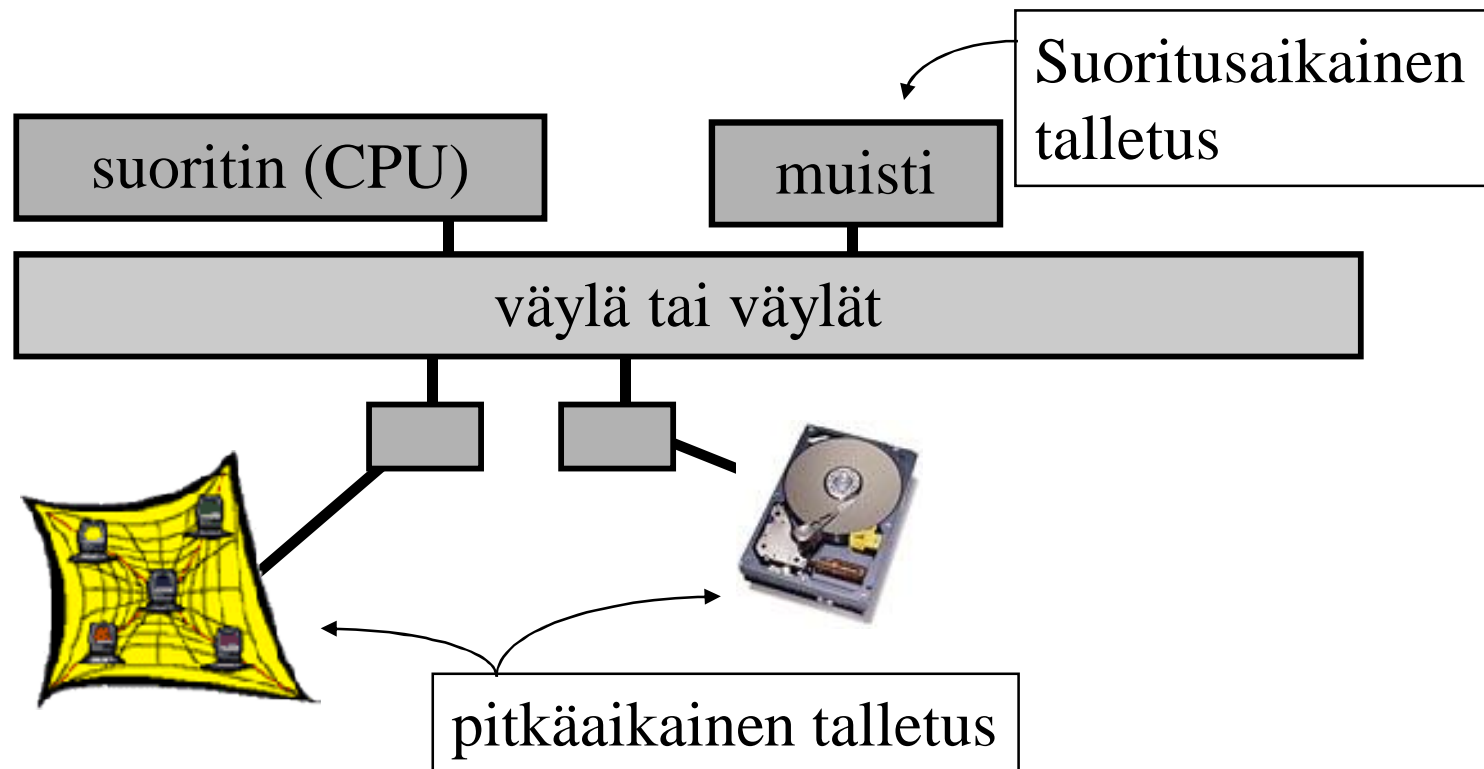 Suoritusaikainen
talletus
suoritin (CPU)
muisti
väylä tai väylät
pitkäaikainen talletus